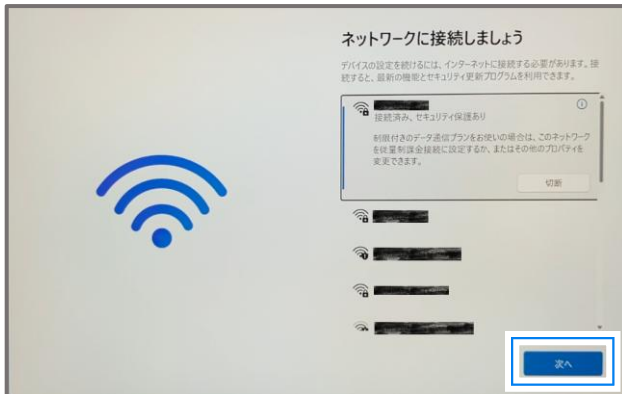 ネットワークに接続しましょう
デバイスの設定を続けるには、インターネットに接続する必要があります。接
続すると、最新の機能とセキュリティ更新プログラムを利用できます。
接続済み、セキュリティ保護あり
制限付きのデータ通信プランをお使いの場合は、このネットワーク
を従量制課金接続に設定するか、またはその他のプロパティを
変更できます。
切断
次へ